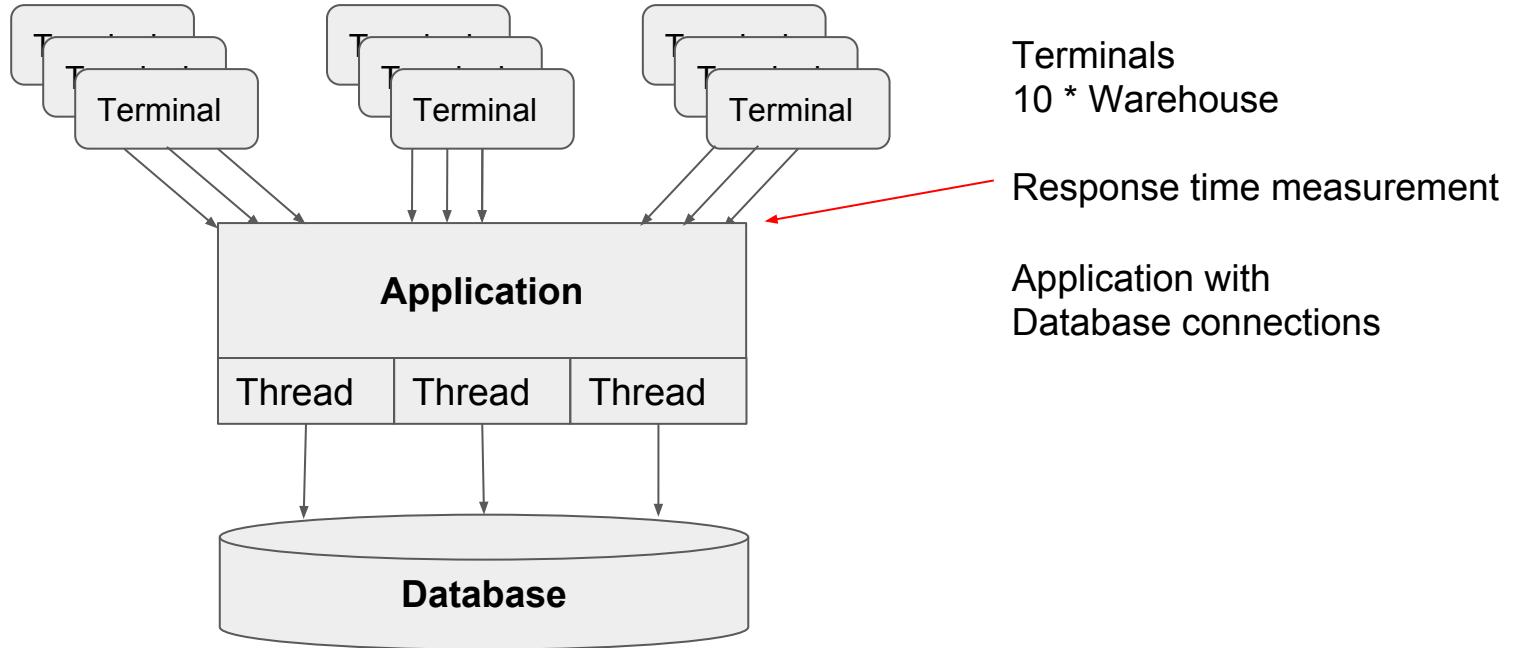 Terminal
Terminal
Terminal
Terminals
10 * Warehouse
Response time measurement
Application
Application with
Database connections
Thread
Thread
Thread
Database